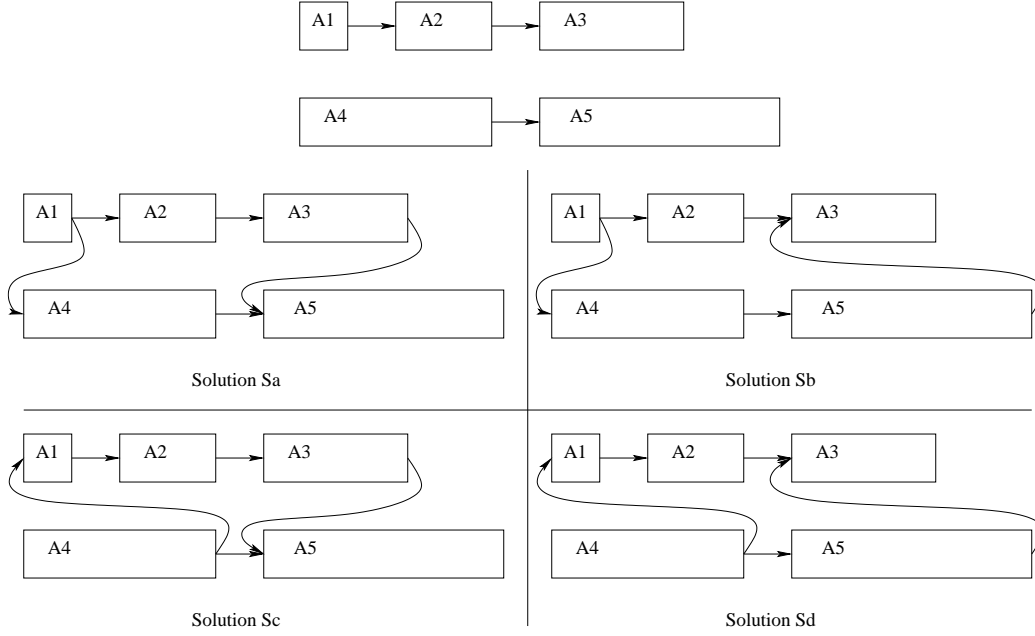 A1 A2 A3
A4 A5
A1 A2 A3
A4 A5
Solution Sa
A1 A2 A3
A4 A5
Solution Sb
A1 A2 A3
A4 A5
Solution Sc
A1 A2 A3
A4 A5
Solution Sd